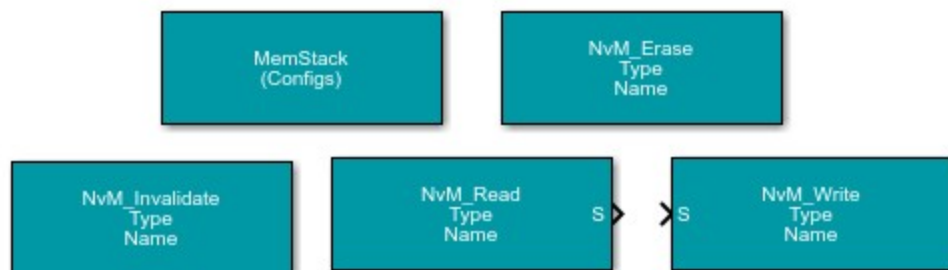 MemStack
(Configs)
NvM_Erase
Type
Name
NvM_Invalidate
Type
Name
NvM_Read
Type
Name
S
S
NvM_Write
Type
Name